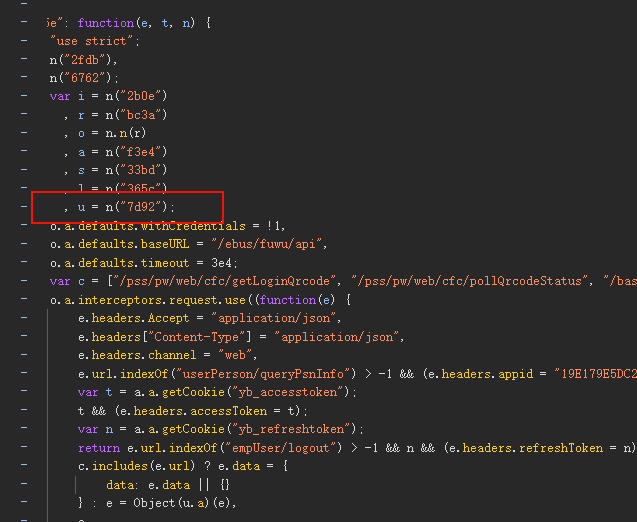 ie": function(e, t, n) {
"use strict";
n("2fdb"),
n("6762");
var i = n("2b0e")
, r = n("bc3a")
, o = n.n(r)
, a = n("f3e4")
, s = n("33bd")
, l = n("365c")
, u = n("7d92");
o.a.defaults.withCredentials = !1,
o.a.defaults.baseURL = "/ebus/fuwu/api",
o.a.defaults.timeout = 3e4;
var c = ["/pss/pw/web/cfc/getLoginQrcode", "/pss/pw/web/cfc/pollQrcodeStatus", "/bas
o.a.interceptors.request.use((function(e) {
e.headers.Accept = "application/json",
e.headers["Content-Type"] = "application/json",
e.headers.channel = "web",
e.url.indexOf("userPerson/queryPsnInfo") > -1 && (e.headers.appid = "19E179E5DC2
var t = a.a.getCookie("yb_accesstoken");
t && (e.headers.accessToken = t);
var n = a.a.getCookie("yb_refreshtoken");
return e.url.indexOf("empUser/logout") > -1 && n && (e.headers.refreshToken = n)
c.includes(e.url) ? e.data = {
data: e.data || {}
} : e = Object(u.a)(e),